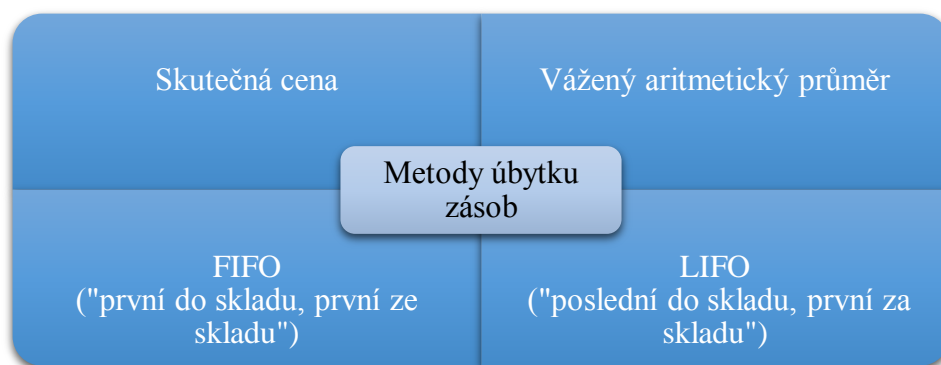 Skutečná cena
Vážený aritmetický průměr
Metody úbytku
zásob
FIFO
("první do skladu, první ze
skladu")
LIFO
("poslední do skladu, první za
skladu")